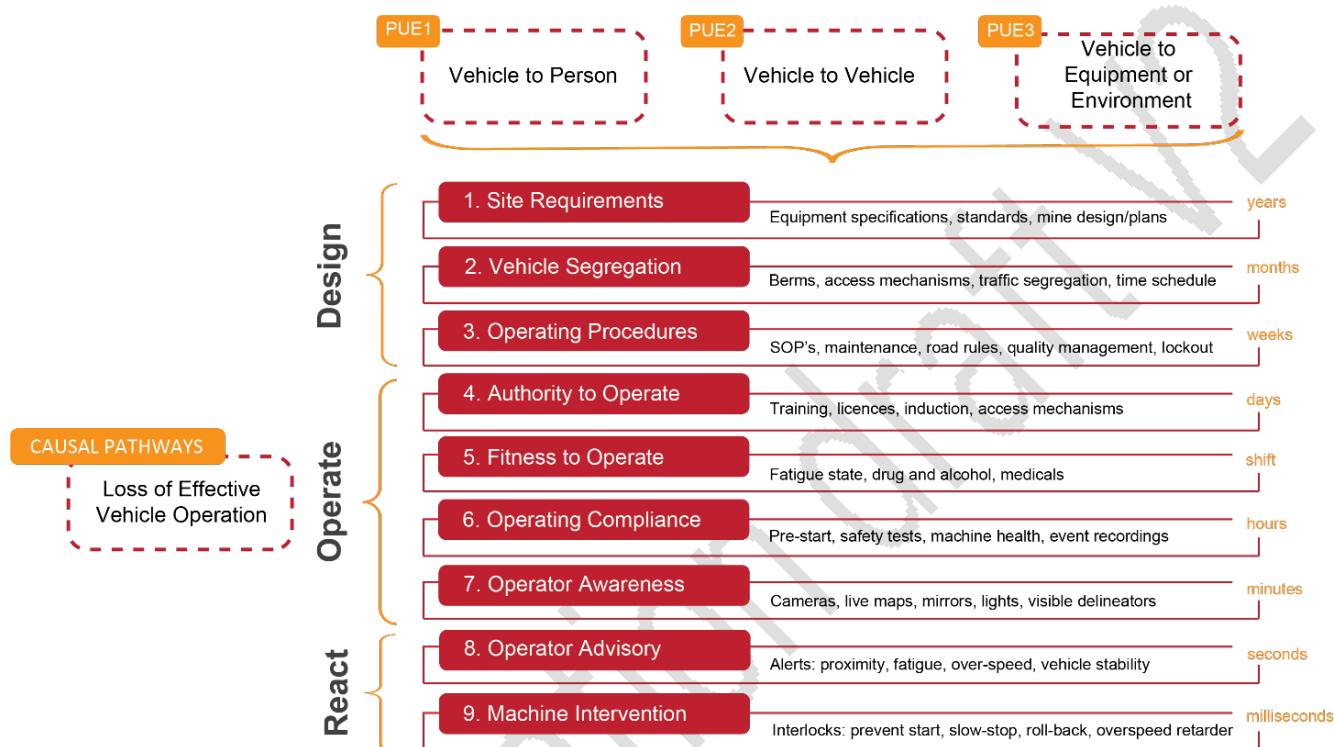 PUE1
Vehicle to Person
PUE2
Vehicle to Vehicle
PUE3
Vehicle to
Equipment or
Environment
Design
1. Site Requirements
Equipment specifications, standards, mine design/plans
years
2. Vehicle Segregation
Berms, access mechanisms, traffic segregation, time schedule
months
3. Operating Procedures
SOP's, maintenance, road rules, quality management, lockout
weeks
CAUSAL PATHWAYS
Loss of Effective
Vehicle Operation
Operate
4. Authority to Operate
Training, licences, induction, access mechanisms
days
5. Fitness to Operate
Fatigue state, drug and alcohol, medicals
shift
6. Operating Compliance
Pre-start, safety tests, machine health, event recordings
hours
7. Operator Awareness
Cameras, live maps, mirrors, lights, visible delineators
minutes
React
8. Operator Advisory
Alerts: proximity, fatigue, over-speed, vehicle stability
seconds
9. Machine Intervention
Interlocks: prevent start, slow-stop, roll-back, overspeed retarder
milliseconds
draft v2